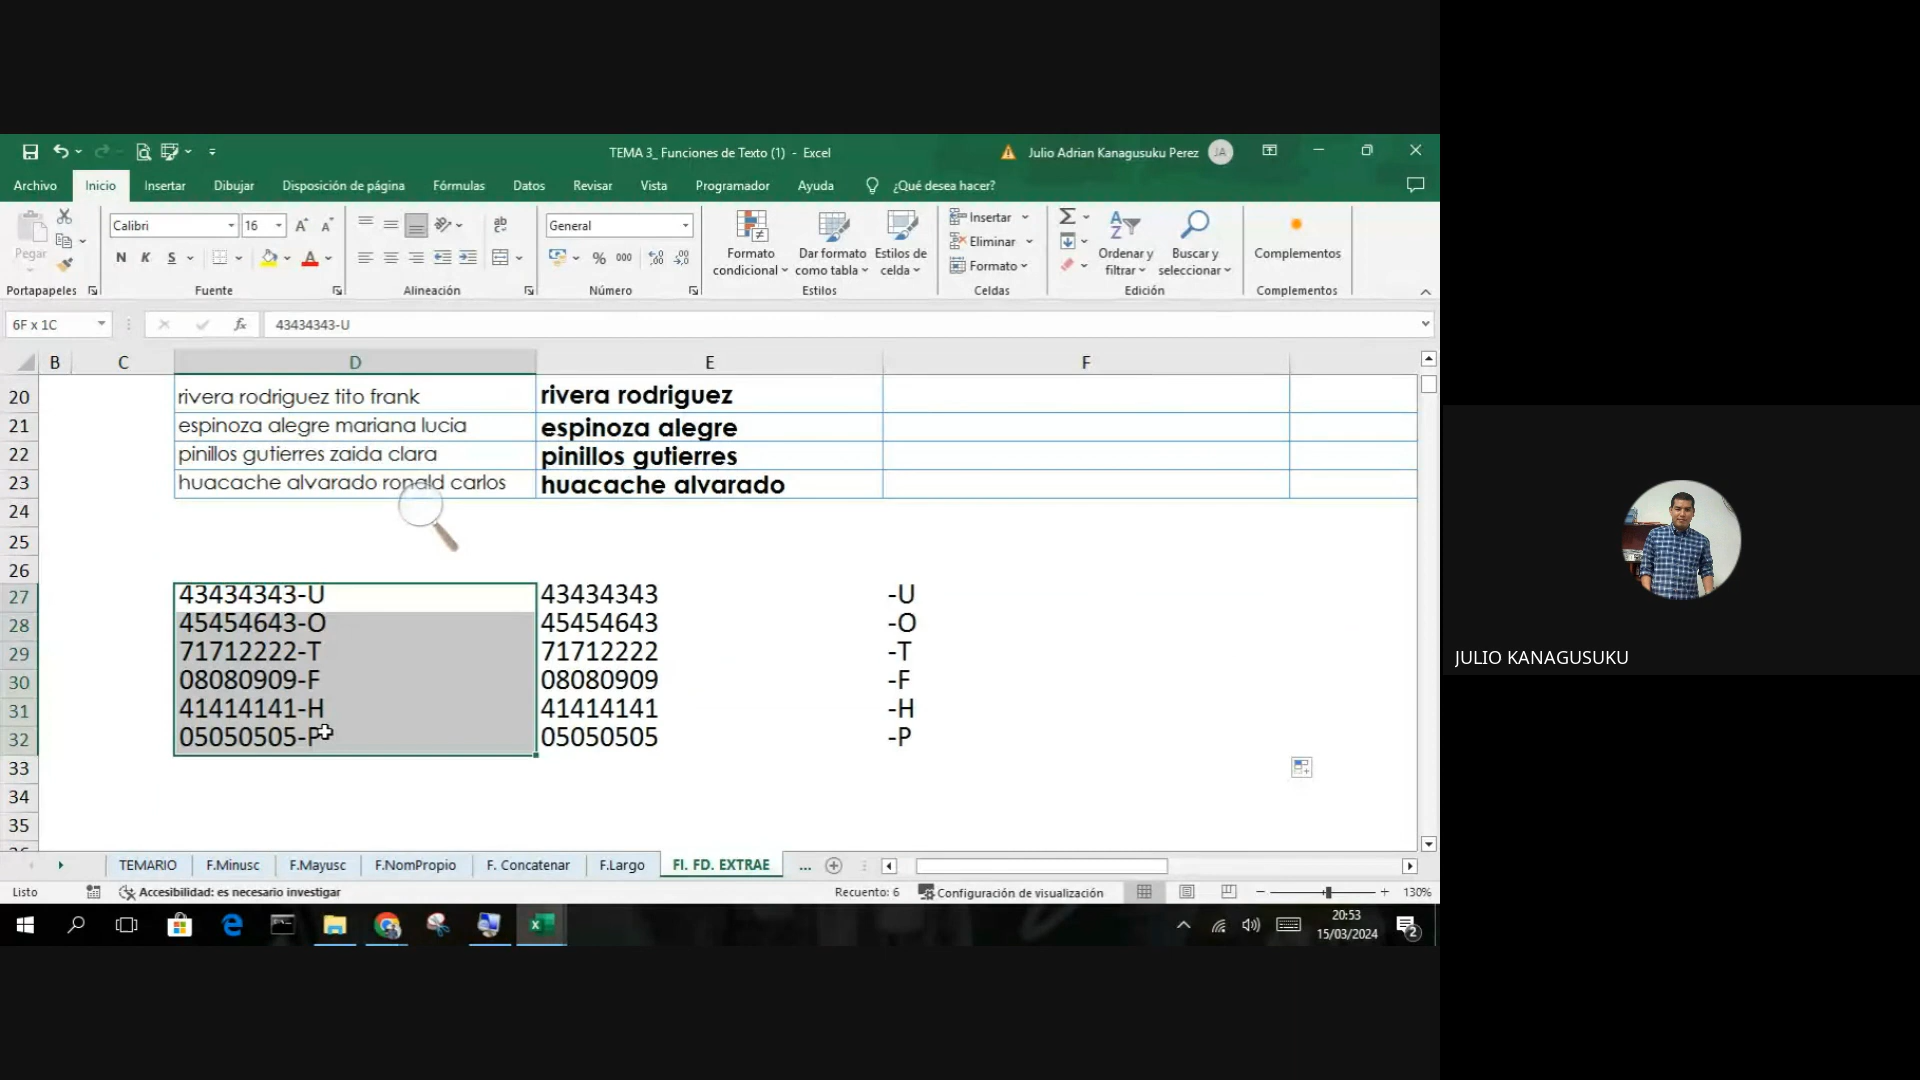 TEMA 3_ Funciones de Texto (1) - Excel
Julio Adrian Kanagusuku Perez JA
Archivo Inicio Insertar Dibujar Disposición de página Fórmulas Datos Revisar Vista Programador Ayuda ¿Qué desea hacer?
Pegar
Calibri 16
N K S
ab
General
% 000
Formato condicional
Dar formato como tabla
Estilos de celda
Insertar
Eliminar
Formato
Ordenar y filtrar
Buscar y seleccionar
Complementos
Portapapeles Fuente Alineación Número Estilos Celdas Edición Complementos
6F x 1C fx 43434343-U
B C D E F
20 rivera rodriguez tito frank rivera rodriguez
21 espinoza alegre mariana lucia espinoza alegre
22 pinillos gutierres zaida clara pinillos gutierres
23 huacache alvarado ronald carlos huacache alvarado
24
25
26
27 43434343-U 43434343 -U
28 45454643-O 45454643 -O
29 71712222-T 71712222 -T
30 08080909-F 08080909 -F
31 41414141-H 41414141 -H
32 05050505-P 05050505 -P
33
34
35
TEMARIO F.Minusc F.Mayusc F.NomPropio F. Concatenar F.Largo FI. FD. EXTRAE ...
Listo Accesibilidad: es necesario investigar Recuento: 6 Configuración de visualización 130%
20:53
15/03/2024
2
JULIO KANAGUSUKU